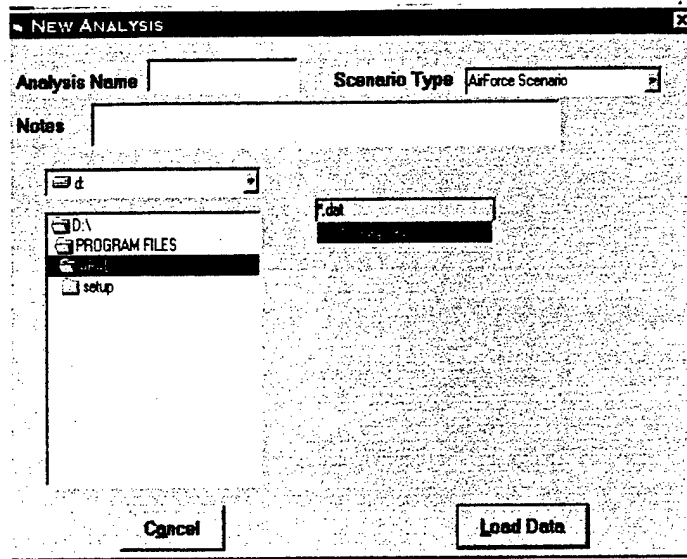 NEW ANALYSIS
Analysis Name
Scenario Type AirForce Scenario
Notes
d:
D:\
PROGRAM FILES
setup
*.dat
Cancel Load Data